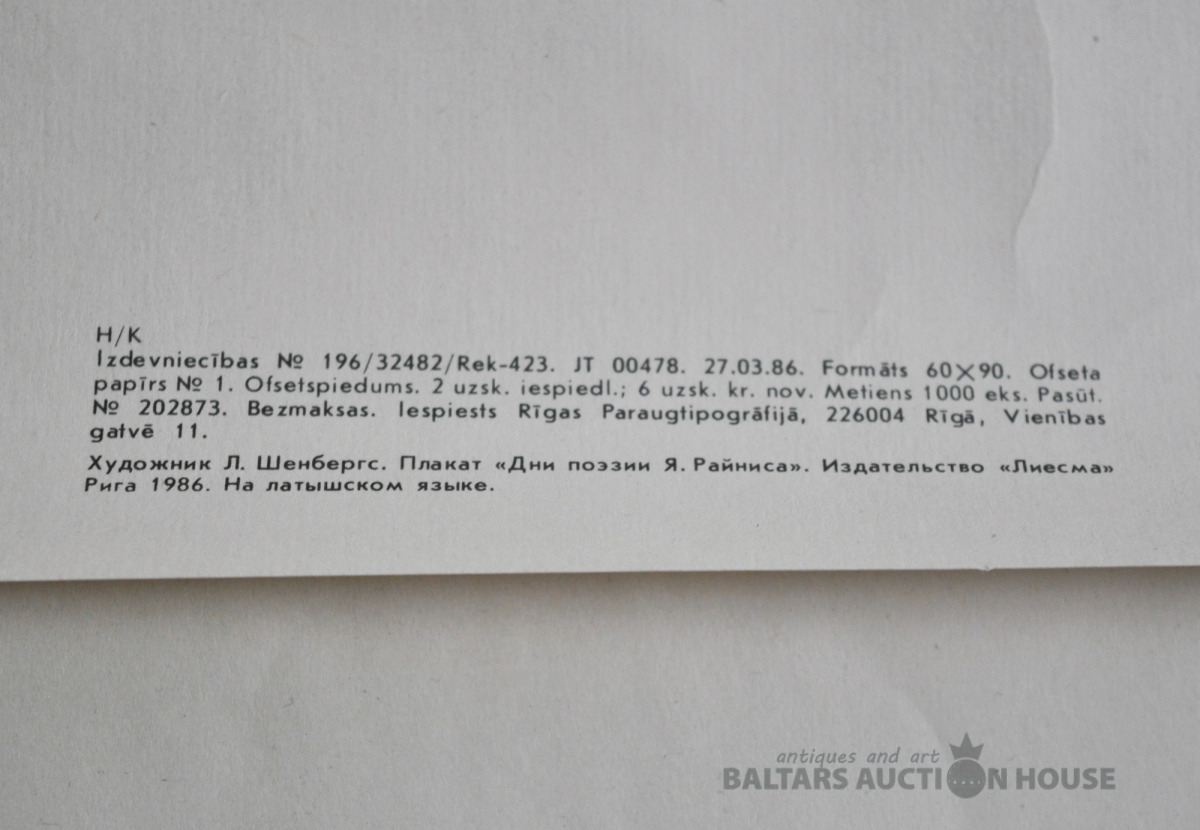 H/K
Izdevniecības № 196/32482/Rek-423. JT 00478. 27.03.86. Formāts 60×90. Ofseta
papīrs № 1. Ofsetspiedums. 2 uzsk. iespiedl.; 6 uzsk. kr. nov. Metiens 1000 eks. Pasūt.
№ 202873. Bezmaksas. Iespiests Rīgas Paraugtipogrāfijā, 226004 Rīgā, Vienības
gatvē 11.
Художник Л. Шенбергс. Плакат «Дни поэзии Я. Райниса». Издательство «Лиесма»
Рига 1986. На латышском языке.
antiques and art
BALTARS AUCTION HOUSE